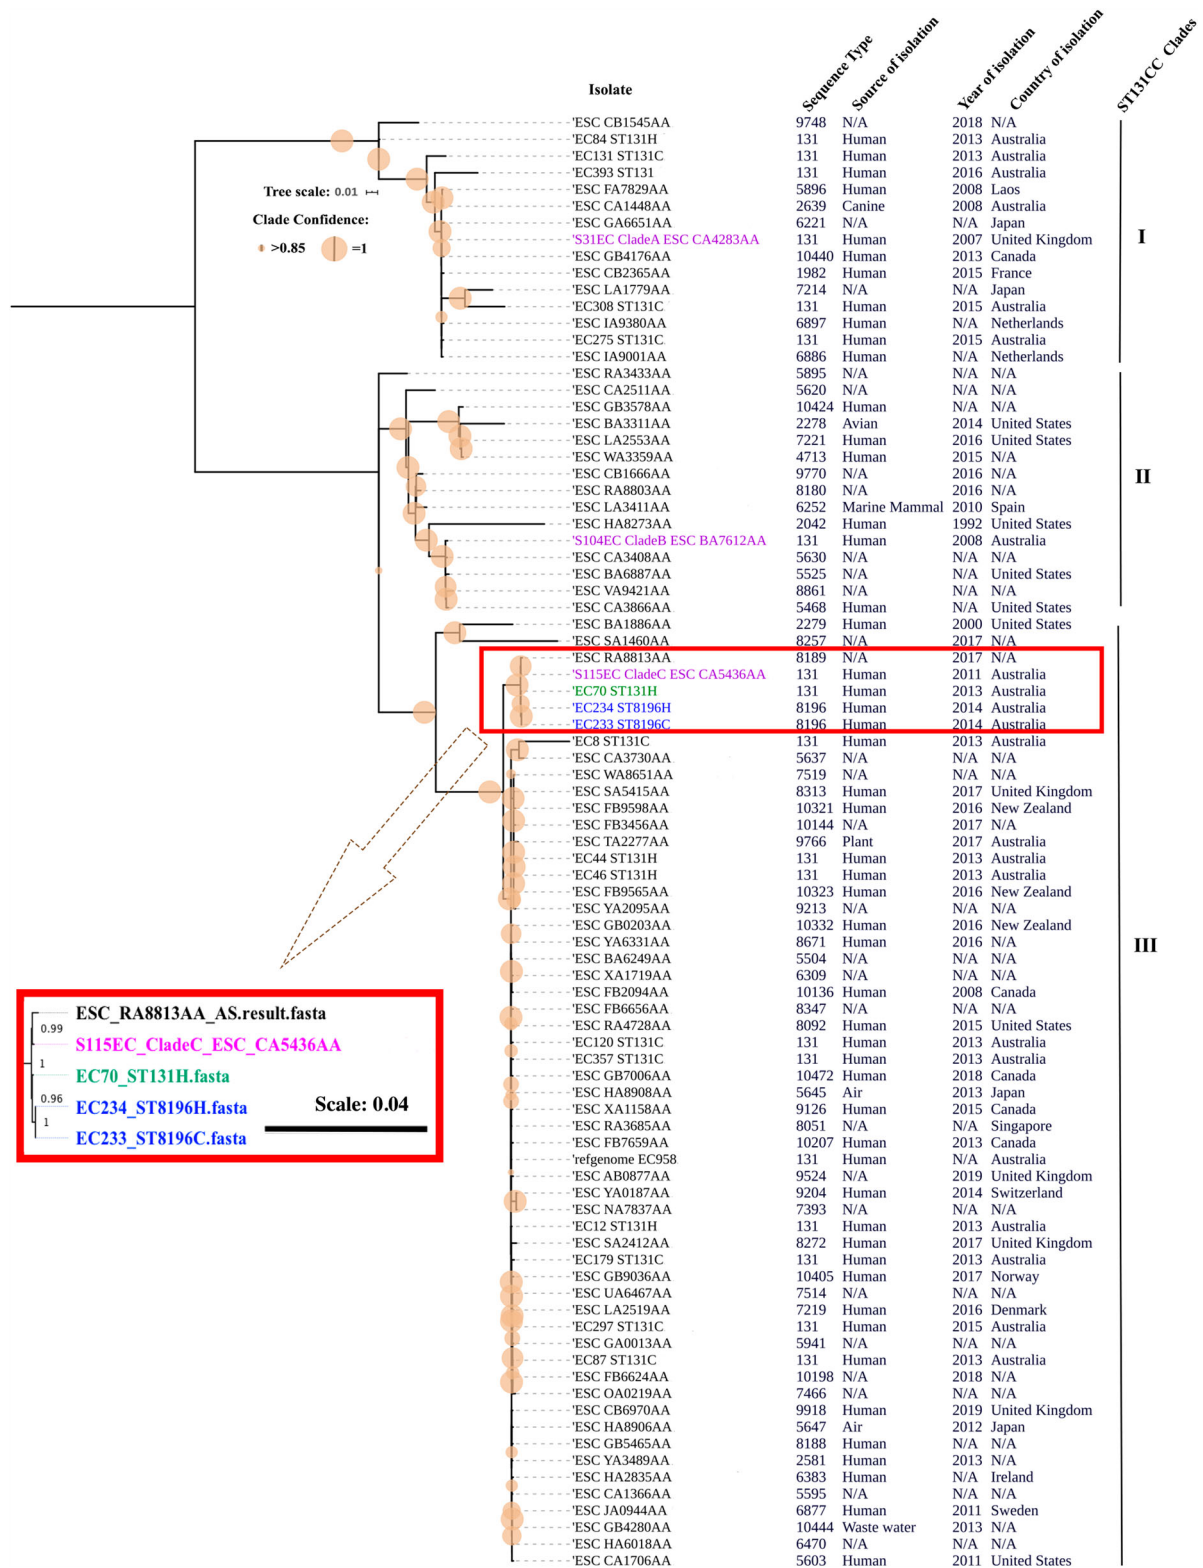 Isolate
Sequence Type
Source of isolation
Year of isolation
Country of isolation
ST131CC Clades
'ESC CB1545AA 9748 N/A 2018 N/A
'EC84 ST131H 131 Human 2013 Australia
'EC131 ST131C 131 Human 2013 Australia
'EC393 ST131 131 Human 2016 Australia
Tree scale: 0.01
'ESC FA7829AA 5896 Human 2008 Laos
'ESC CA1448AA 2639 Canine 2008 Australia
Clade Confidence:
'ESC GA6651AA 6221 N/A N/A Japan
'S31EC CladeA ESC CA4283AA 131 Human 2007 United Kingdom
I
>0.85 =1
'ESC GB4176AA 10440 Human 2013 Canada
'ESC CB2365AA 1982 Human 2015 France
'ESC LA1779AA 7214 N/A N/A Japan
'EC308 ST131C 131 Human 2015 Australia
'ESC IA9380AA 6897 Human N/A Netherlands
'EC275 ST131C 131 Human 2015 Australia
'ESC IA9001AA 6886 Human N/A Netherlands
'ESC RA3433AA 5895 N/A N/A N/A
'ESC CA2511AA 5620 N/A N/A N/A
'ESC GB3578AA 10424 Human N/A N/A
'ESC BA3311AA 2278 Avian 2014 United States
'ESC LA2553AA 7221 Human 2016 United States
'ESC WA3359AA 4713 Human 2015 N/A
'ESC CB1666AA 9770 N/A 2016 N/A
II
'ESC RA8803AA 8180 N/A 2016 N/A
'ESC LA3411AA 6252 Marine Mammal 2010 Spain
'ESC HA8273AA 2042 Human 1992 United States
'S104EC CladeB ESC BA7612AA 131 Human 2008 Australia
'ESC CA3408AA 5630 N/A N/A N/A
'ESC BA6887AA 5525 N/A N/A United States
'ESC VA9421AA 8861 N/A N/A N/A
'ESC CA3866AA 5468 Human N/A United States
'ESC BA1886AA 2279 Human 2000 United States
'ESC SA1460AA 8257 N/A 2017 N/A
'ESC RA8813AA 8189 N/A 2017 N/A
'S115EC CladeC ESC CA5436AA 131 Human 2011 Australia
'EC70 ST131H 131 Human 2013 Australia
'EC234 ST8196H 8196 Human 2014 Australia
'EC233 ST8196C 8196 Human 2014 Australia
'EC8 ST131C 131 Human 2013 Australia
'ESC CA3730AA 5637 N/A N/A N/A
'ESC WA8651AA 7519 N/A N/A N/A
'ESC SA5415AA 8313 Human 2017 United Kingdom
'ESC FB9598AA 10321 Human 2016 New Zealand
'ESC FB3456AA 10144 N/A 2017 N/A
'ESC TA2277AA 9766 Plant 2017 Australia
'EC44 ST131H 131 Human 2013 Australia
'EC46 ST131H 131 Human 2013 Australia
'ESC FB9565AA 10323 Human 2016 New Zealand
'ESC YA2095AA 9213 N/A N/A N/A
'ESC GB0203AA 10332 Human 2016 New Zealand
'ESC YA6331AA 8671 Human 2016 N/A
III
'ESC BA6249AA 5504 N/A N/A N/A
'ESC XA1719AA 6309 N/A N/A N/A
'ESC FB2094AA 10136 Human 2008 Canada
'ESC FB6656AA 8347 N/A N/A N/A
'ESC RA4728AA 8092 Human 2015 United States
'EC120 ST131C 131 Human 2013 Australia
'EC357 ST131C 131 Human 2013 Australia
'ESC GB7006AA 10472 Human 2018 Canada
'ESC HA8908AA 5645 Air 2013 Japan
'ESC XA1158AA 9126 Human 2015 Canada
'ESC RA3685AA 8051 N/A N/A Singapore
'ESC FB7659AA 10207 Human 2013 Canada
'refgenome EC958 131 Human N/A Australia
'ESC AB0877AA 9524 N/A 2019 United Kingdom
'ESC YA0187AA 9204 Human 2014 Switzerland
'ESC NA7837AA 7393 N/A N/A N/A
'EC12 ST131H 131 Human 2013 Australia
'ESC SA2412AA 8272 Human 2017 United Kingdom
'EC179 ST131C 131 Human 2013 Australia
'ESC GB9036AA 10405 Human 2017 Norway
'ESC UA6467AA 7514 N/A N/A N/A
'ESC LA2519AA 7219 Human 2016 Denmark
'EC297 ST131C 131 Human 2015 Australia
'ESC GA0013AA 5941 N/A N/A N/A
'EC87 ST131C 131 Human 2013 Australia
'ESC FB6624AA 10198 N/A 2018 N/A
'ESC OA0219AA 7466 N/A N/A N/A
'ESC CB6970AA 9918 Human 2019 United Kingdom
'ESC HA8906AA 5647 Air 2012 Japan
'ESC GB5465AA 8188 Human N/A N/A
'ESC YA3489AA 2581 Human 2013 N/A
'ESC HA2835AA 6383 Human N/A Ireland
'ESC CA1366AA 5595 N/A N/A N/A
'ESC JA0944AA 6877 Human 2011 Sweden
'ESC GB4280AA 10444 Waste water 2013 N/A
'ESC HA6018AA 6470 N/A N/A N/A
'ESC CA1706AA 5603 Human 2011 United States
ESC_RA8813AA_AS.result.fasta
0.99
S115EC_CladeC_ESC_CA5436AA
1
EC70_ST131H.fasta
0.96
EC234_ST8196H.fasta
Scale: 0.04
1
EC233_ST8196C.fasta